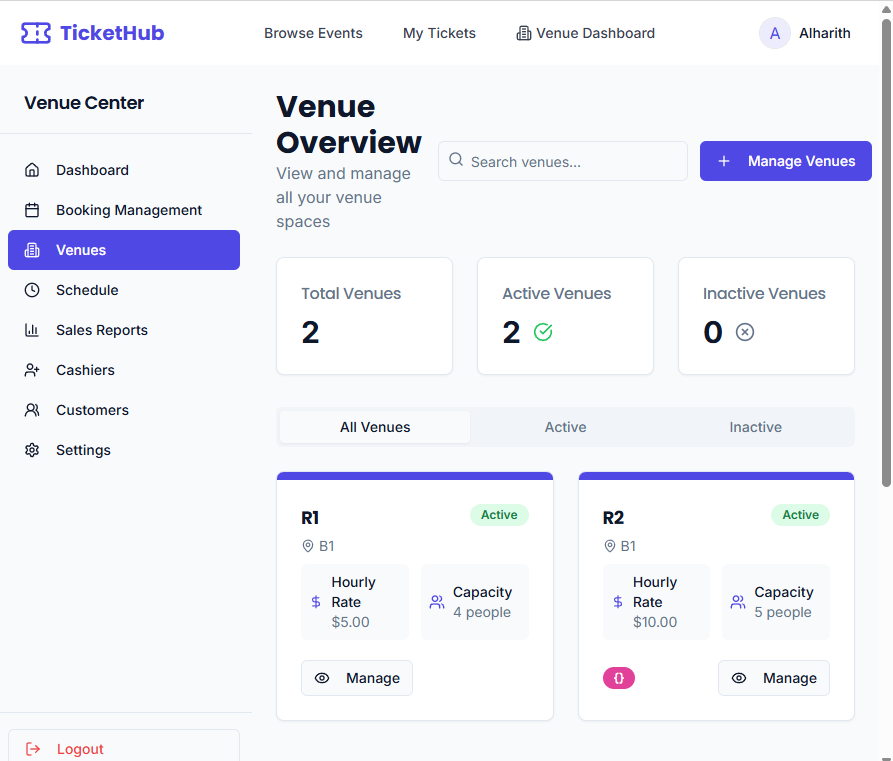 TicketHub
Browse Events
My Tickets
Venue Dashboard
A
Alharith
Venue Center
Dashboard
Booking Management
Venues
Schedule
Sales Reports
Cashiers
Customers
Settings
Logout
Venue
Overview
View and manage
all your venue
spaces
Search venues...
+ Manage Venues
Total Venues
2
Active Venues
2
Inactive Venues
0
All Venues
Active
Inactive
R1
Active
B1
$ Hourly
Rate
$5.00
Capacity
4 people
Manage
R2
Active
B1
$ Hourly
Rate
$10.00
Capacity
5 people
{}
Manage